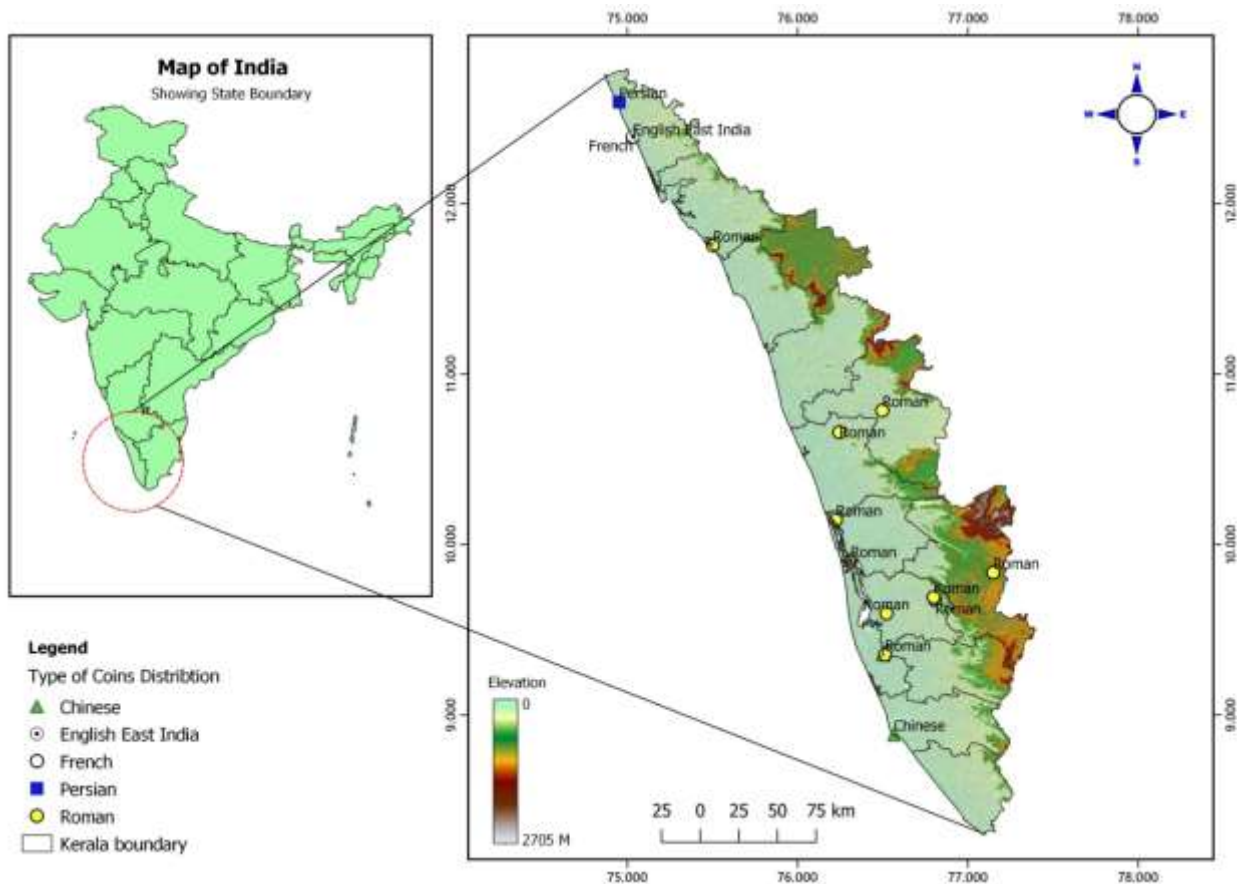 Map of India
Showing State Boundary
75.000
76.000
77.000
78.000
N
W
E
S
Persian
English East India
French
12.000
12.000
Roman
11.000
11.000
Roman
Roman
Roman
10.000
10.000
Roman
Roman
Roman
Roman
Roman
Roman
9.000
9.000
Chinese
Legend
Type of Coins Distribtion
Chinese
English East India
French
Persian
Roman
Kerala boundary
Elevation
0
2705 M
25 0 25 50 75 km
75.000
76.000
77.000
78.000